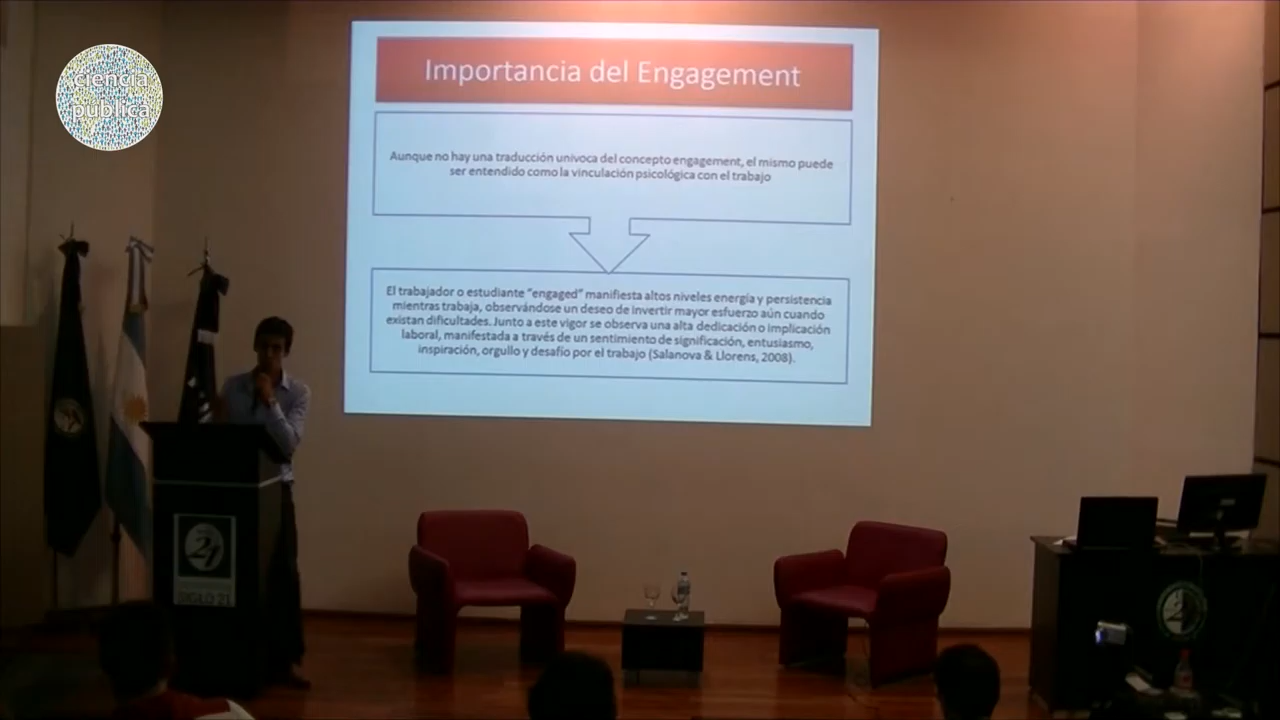 ciencia
pública
Importancia del Engagement
Aunque no hay una traducción univoca del concepto engagement, el mismo puede
ser entendido como la vinculación psicológica con el trabajo
El trabajador o estudiante "engaged" manifiesta altos niveles energía y persistencia
mientras trabaja, observándose un deseo de invertir mayor esfuerzo aún cuando
existan dificultades. Junto a este vigor se observa una alta dedicación o implicación
laboral, manifestada a través de un sentimiento de significación, entusiasmo,
inspiración, orgullo y desafío por el trabajo (Salanova & Llorens, 2008).
21
SIGLO 21